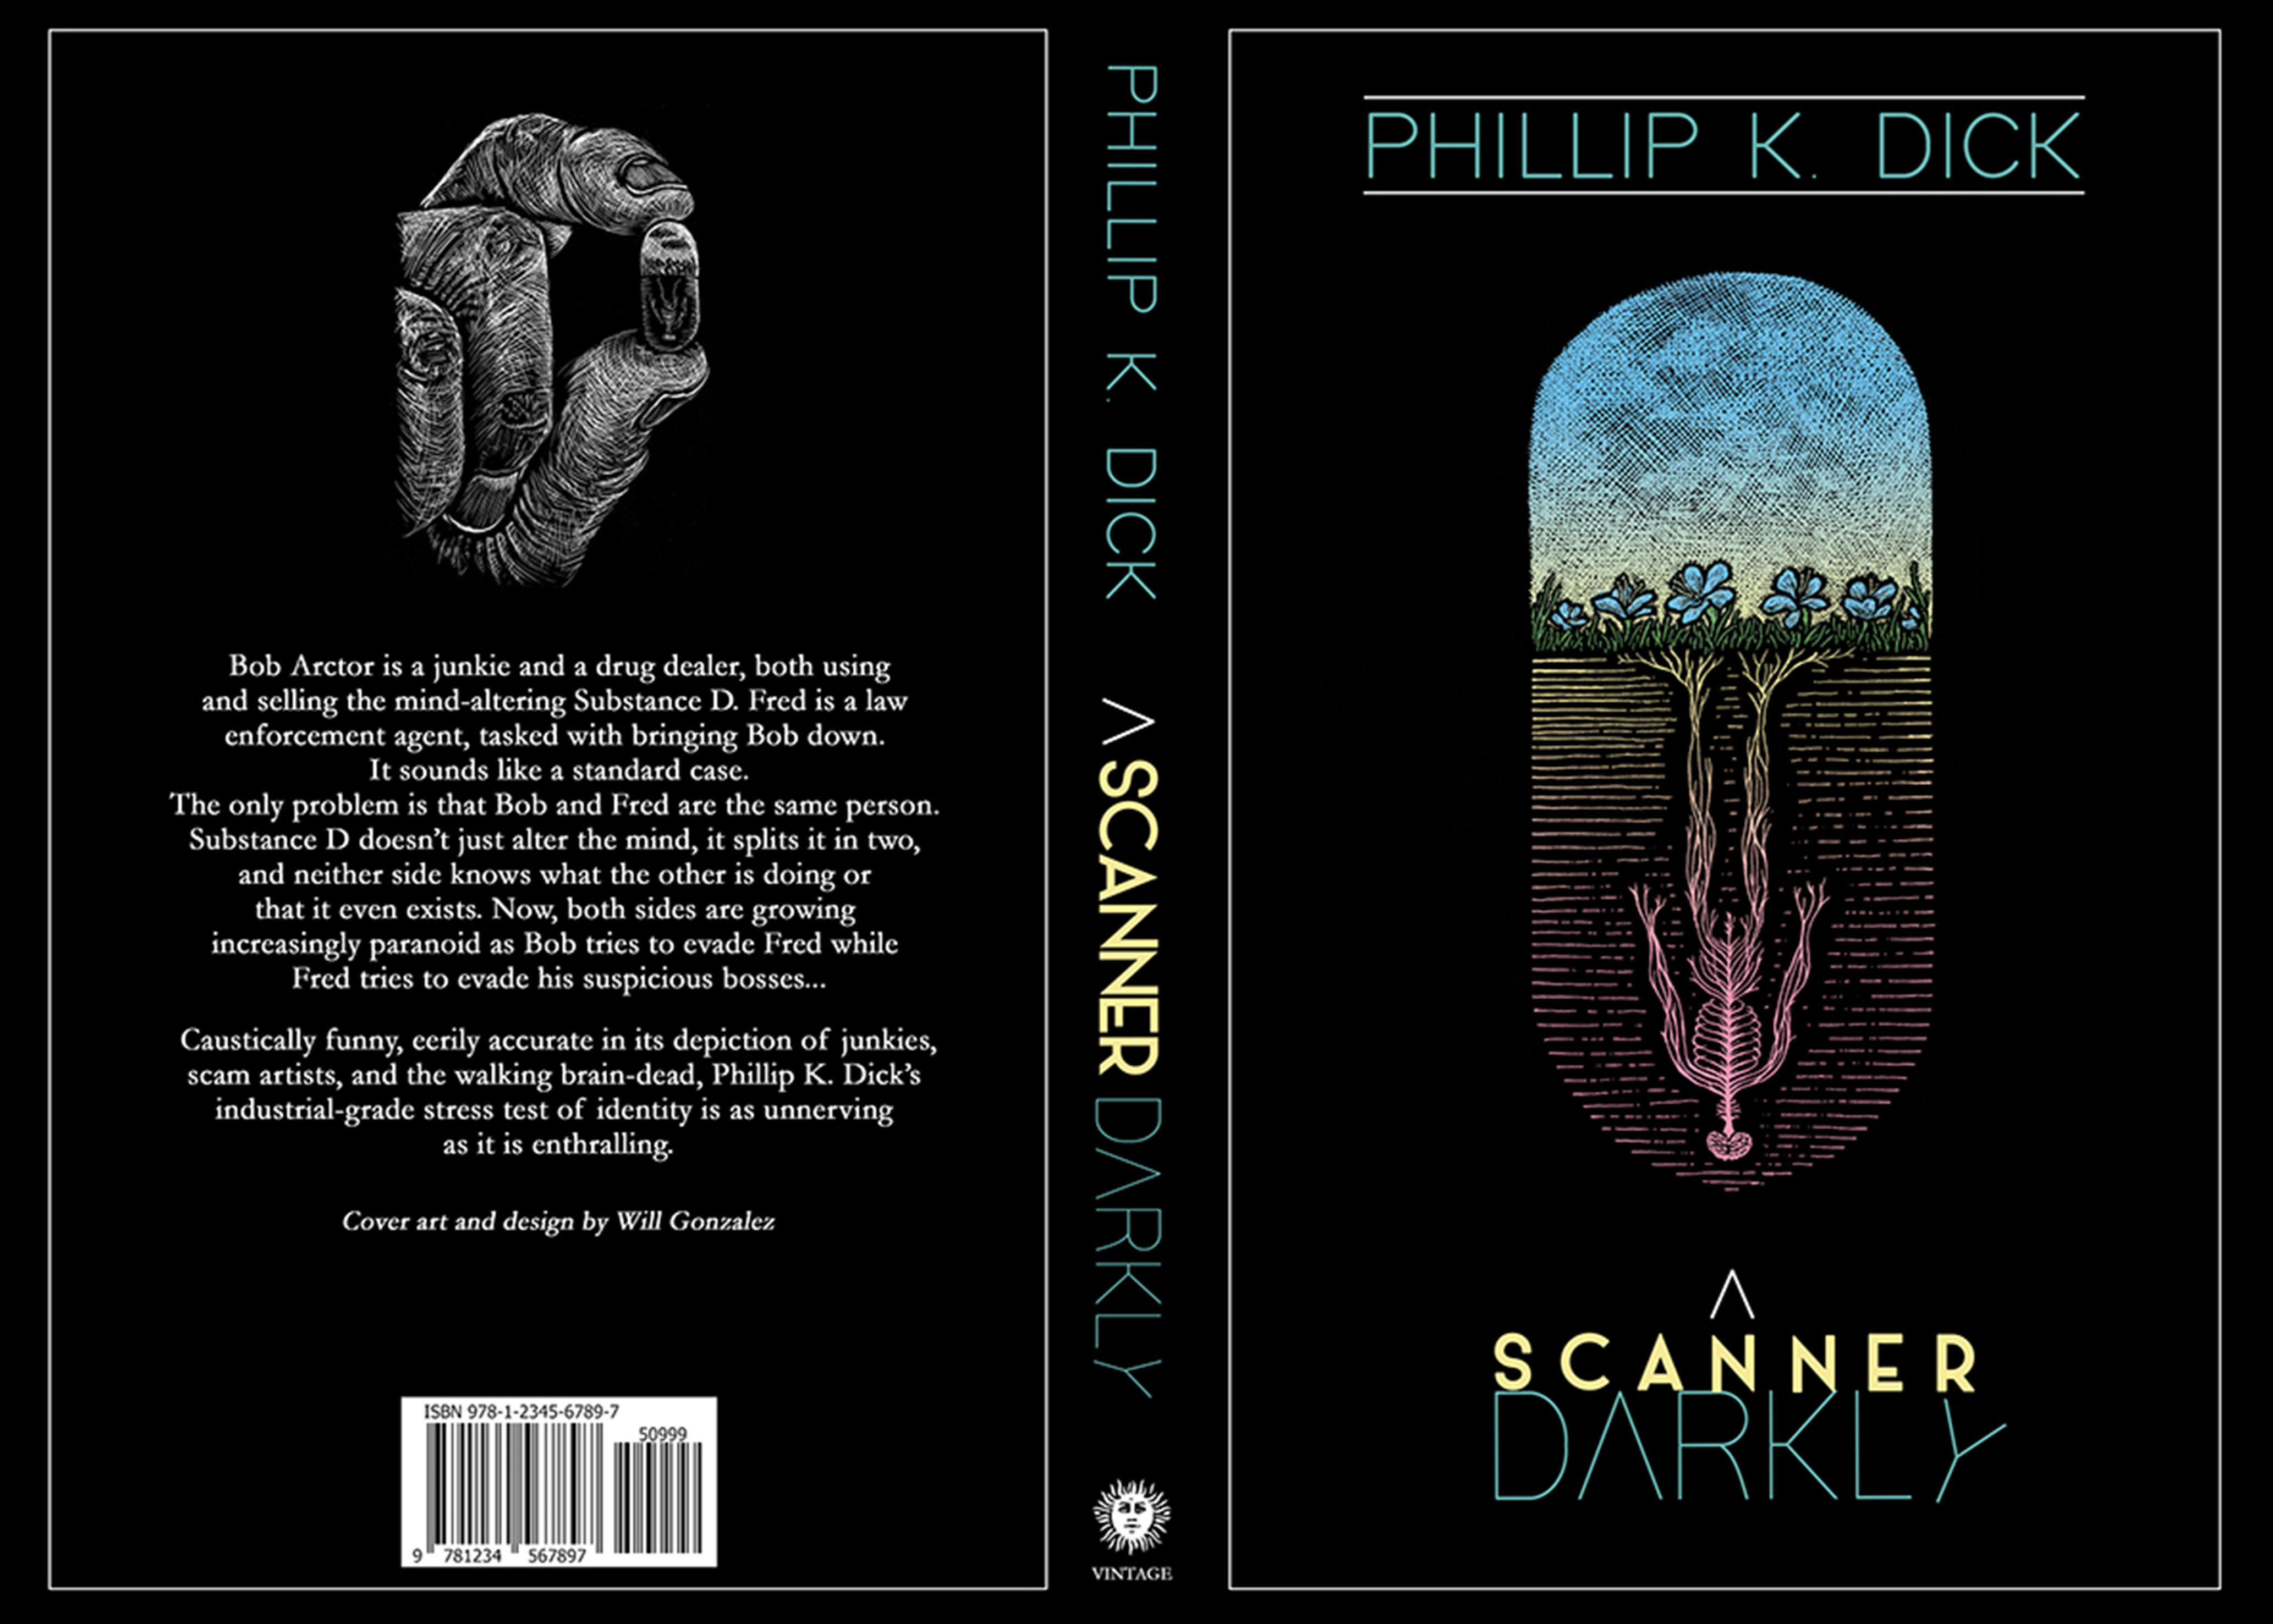 Bob Arctor is a junkie and a drug dealer, both using
and selling the mind-altering Substance D. Fred is a law
enforcement agent, tasked with bringing Bob down.
It sounds like a standard case.
The only problem is that Bob and Fred are the same person.
Substance D doesn't just alter the mind, it splits it in two,
and neither side knows what the other is doing or
that it even exists. Now, both sides are growing
increasingly paranoid as Bob tries to evade Fred while
Fred tries to evade his suspicious bosses...
Caustically funny, eerily accurate in its depiction of junkies,
scam artists, and the walking brain-dead, Phillip K. Dick's
industrial-grade stress test of identity is as unnerving
as it is enthralling.
Cover art and design by Will Gonzalez
ISBN 978-1-2345-6789-7
50999
9 781234 567897
PHILLIP K. DICK Λ SCANNER DΛRKLY
VINTAGE
PHILLIP K. DICK
Λ
SCANNER
DΛRKLY